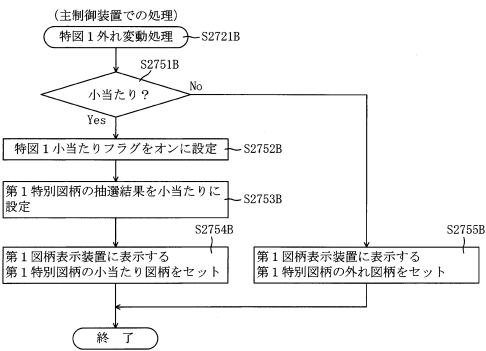 (主制御装置での処理)
特図1外れ変動処理
S2721B
S2751B
小当たり?
No
Yes
特図1小当たりフラグをオンに設定
S2752B
第1特別図柄の抽選結果を小当たりに
設定
S2753B
S2754B
第1図柄表示装置に表示する
第1特別図柄の小当たり図柄をセット
S2755B
第1図柄表示装置に表示する
第1特別図柄の外れ図柄をセット
終 了